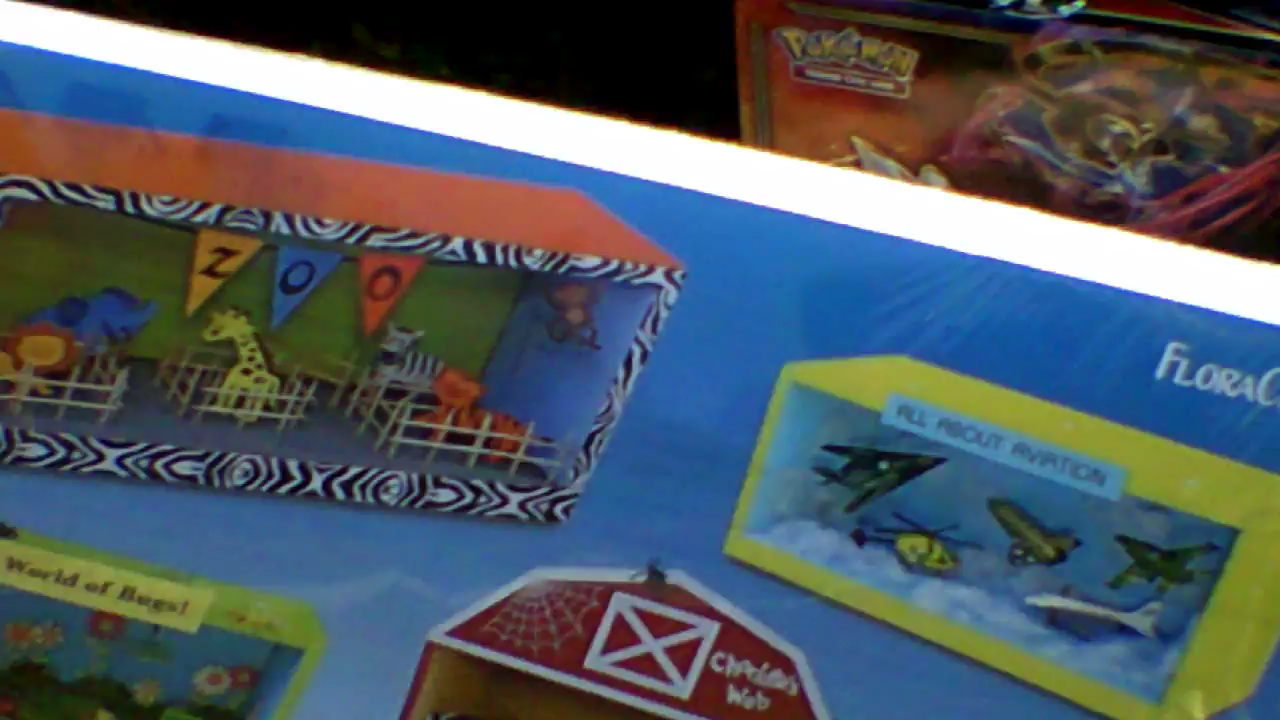 POKéMON
ZOO
FLORAC
ALL ABOUT AVIATION
World of Bugs!
Charlotte's
Web